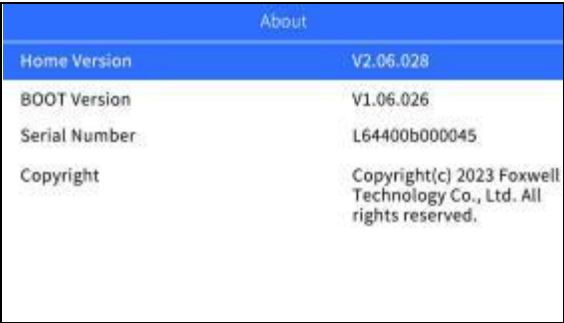 About
Home Version V2.06.028
BOOT Version V1.06.026
Serial Number L64400b000045
Copyright Copyright(c) 2023 Foxwell
Technology Co., Ltd. All
rights reserved.